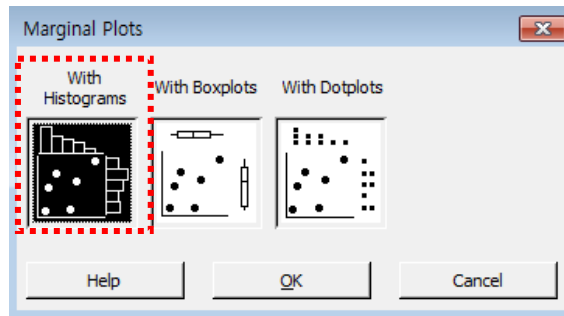 Marginal Plots
With
Histograms
With Boxplots
With Dotplots
Help
OK
Cancel